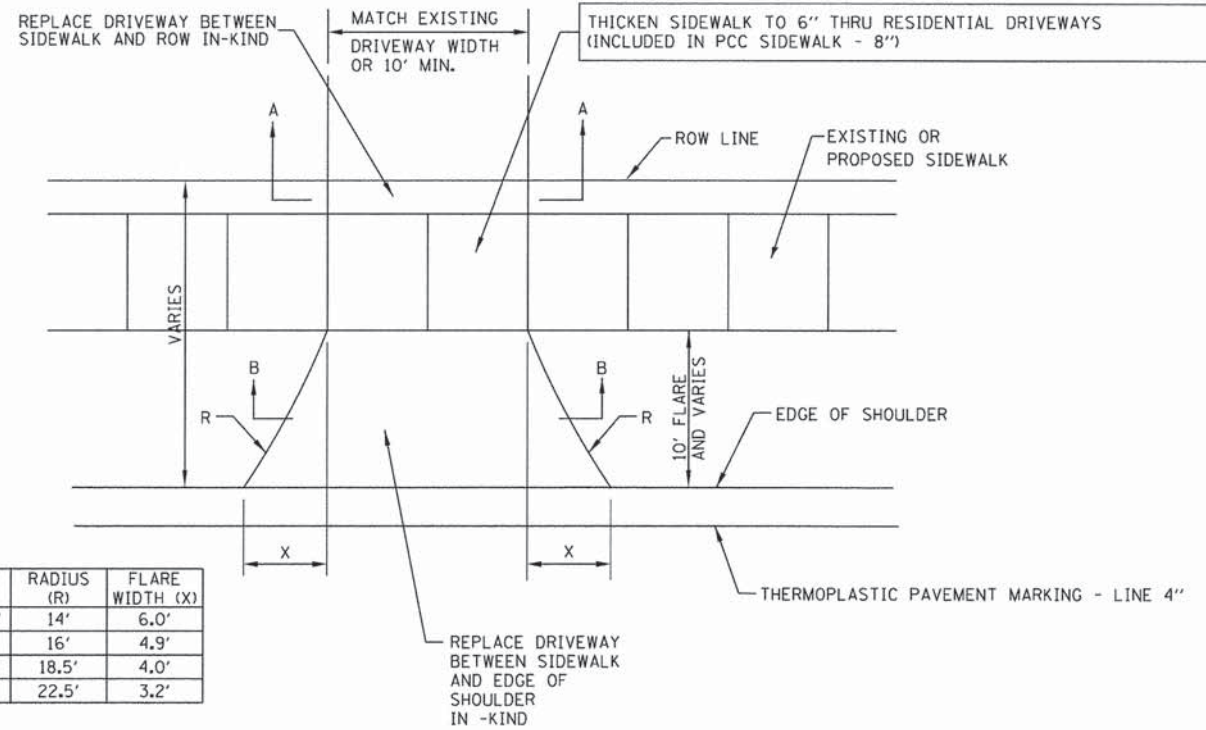 REPLACE DRIVEWAY BETWEEN
SIDEWALK AND ROW IN-KIND
MATCH EXISTING
DRIVEWAY WIDTH
OR 10' MIN.
THICKEN SIDEWALK TO 6" THRU RESIDENTIAL DRIVEWAYS
(INCLUDED IN PCC SIDEWALK - 8")
A
A
ROW LINE
EXISTING OR
PROPOSED SIDEWALK
VARIES
B
B
R
R
10' FLARE
AND VARIES
EDGE OF SHOULDER
X
X
THERMOPLASTIC PAVEMENT MARKING - LINE 4"
REPLACE DRIVEWAY
BETWEEN SIDEWALK
AND EDGE OF
SHOULDER
IN -KIND
RADIUS (R) FLARE WIDTH (X)
14' 6.0'
16' 4.9'
18.5' 4.0'
22.5' 3.2'